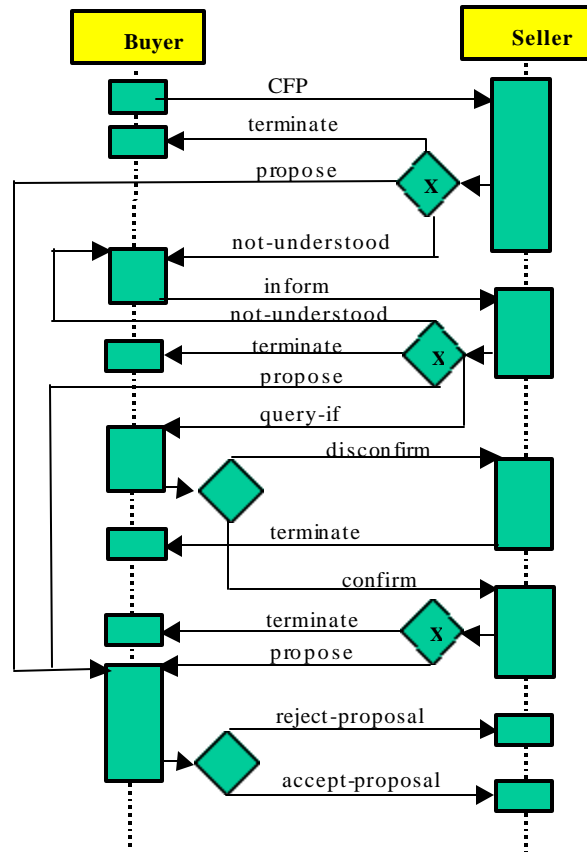 Buyer
Seller
CFP
terminate
propose
X
not-understood
inform
not-understood
terminate
X
propose
query-if
disconfirm
terminate
confirm
terminate
X
propose
reject-proposal
accept-proposal